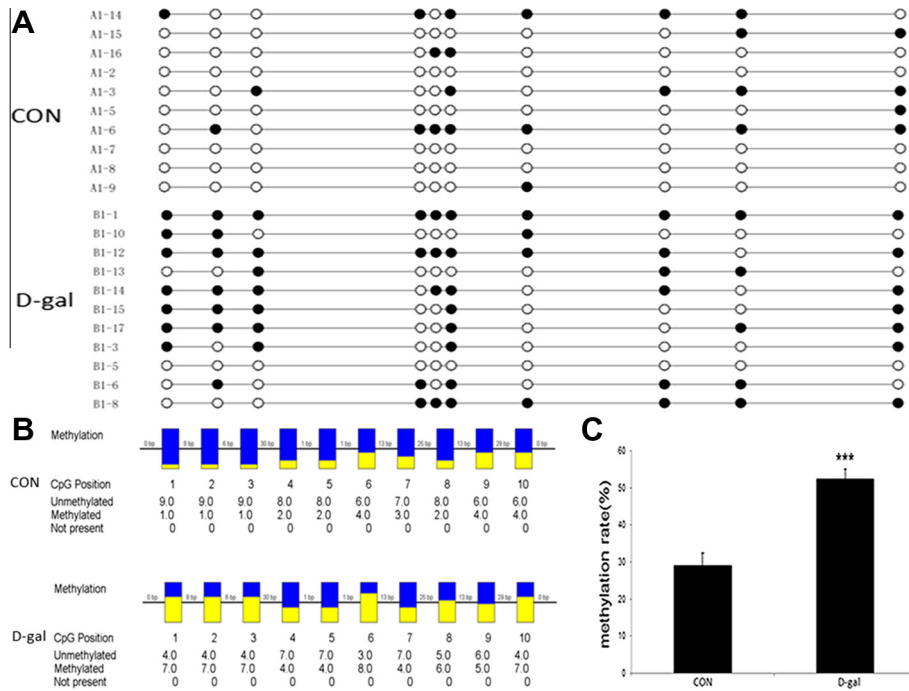 A
CON
D-gal
A1-14
A1-15
A1-16
A1-2
A1-3
A1-5
A1-6
A1-7
A1-8
A1-9
B1-1
B1-10
B1-12
B1-13
B1-14
B1-15
B1-17
B1-3
B1-5
B1-6
B1-8
B
Methylation
0 bp 8 bp 6 bp 30 bp 1 bp 1 bp 13 bp 25 bp 13 bp 28 bp 0 bp
CON CpG Position 1 2 3 4 5 6 7 8 9 10
Unmethylated 9.0 9.0 9.0 8.0 8.0 6.0 7.0 8.0 6.0 6.0
Methylated 1.0 1.0 1.0 2.0 2.0 4.0 3.0 2.0 4.0 4.0
Not present 0 0 0 0 0 0 0 0 0 0
Methylation
0 bp 8 bp 6 bp 30 bp 1 bp 1 bp 13 bp 25 bp 13 bp 28 bp 0 bp
D-gal CpG Position 1 2 3 4 5 6 7 8 9 10
Unmethylated 4.0 4.0 4.0 7.0 7.0 3.0 7.0 5.0 6.0 4.0
Methylated 7.0 7.0 7.0 4.0 4.0 8.0 4.0 6.0 5.0 7.0
Not present 0 0 0 0 0 0 0 0 0 0
C
methylation rate(%)
60
50
40
30
20
10
0
***
CON D-gal